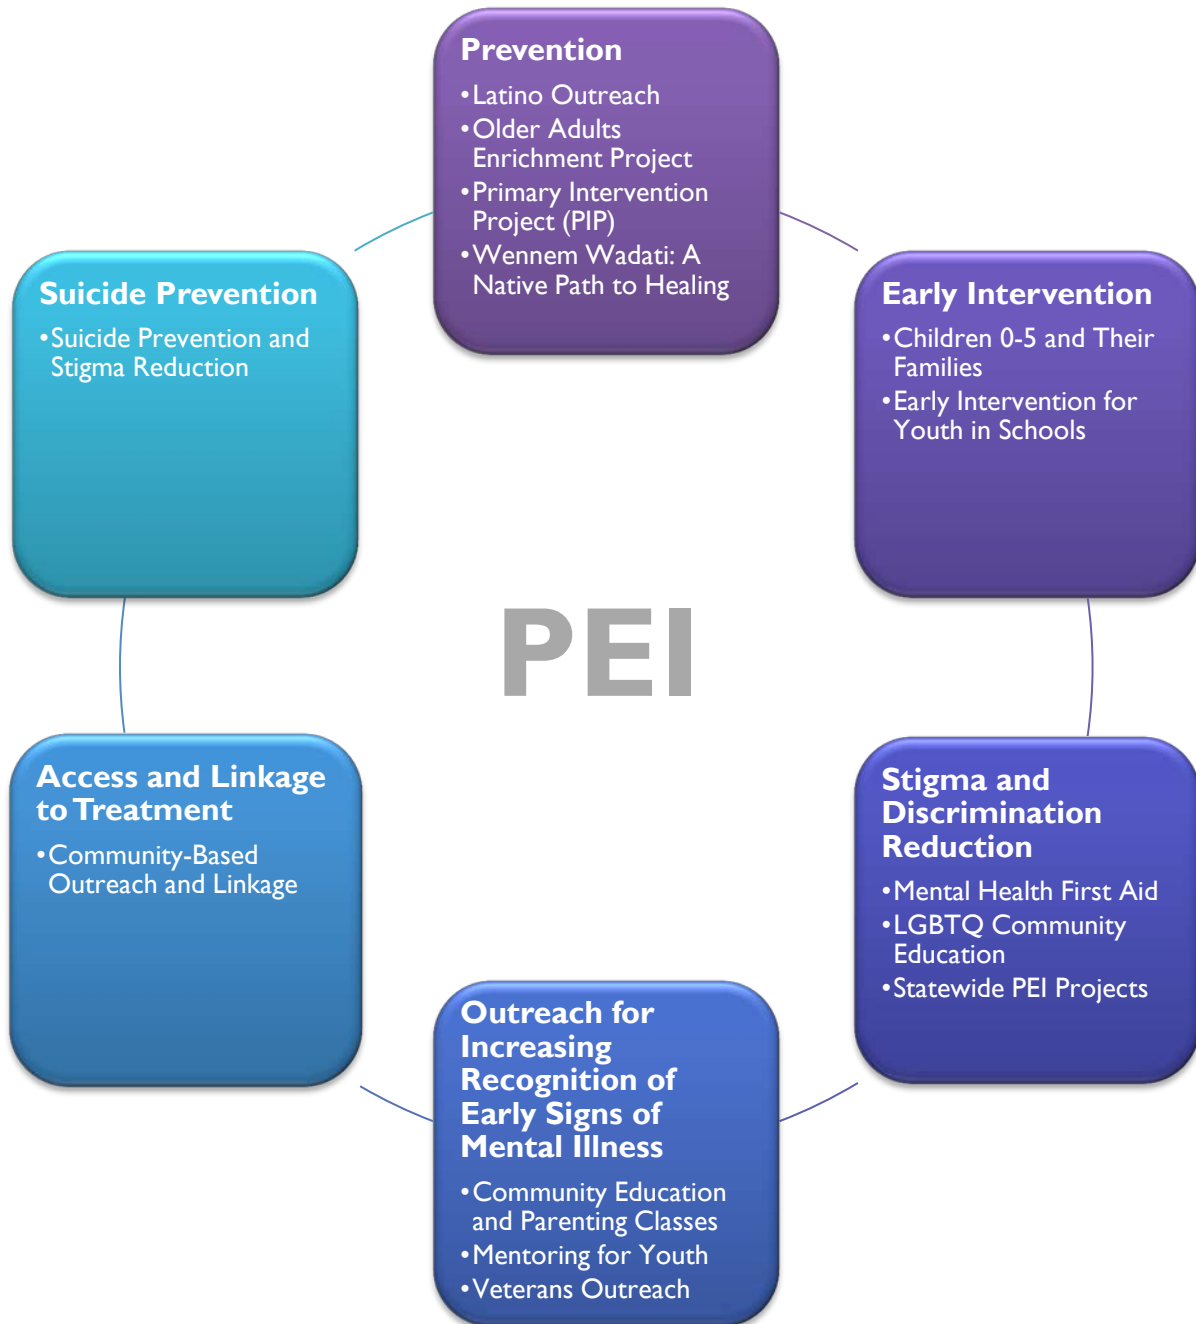 Prevention
•Latino Outreach
•Older Adults
Enrichment Project
•Primary Intervention
Project (PIP)
•Wennem Wadati: A
Native Path to Healing
Early Intervention
•Children 0-5 and Their
Families
•Early Intervention for
Youth in Schools
Stigma and
Discrimination
Reduction
•Mental Health First Aid
•LGBTQ Community
Education
•Statewide PEI Projects
Outreach for
Increasing
Recognition of
Early Signs of
Mental Illness
•Community Education
and Parenting Classes
•Mentoring for Youth
•Veterans Outreach
Access and Linkage
to Treatment
•Community-Based
Outreach and Linkage
Suicide Prevention
•Suicide Prevention and
Stigma Reduction
PEI